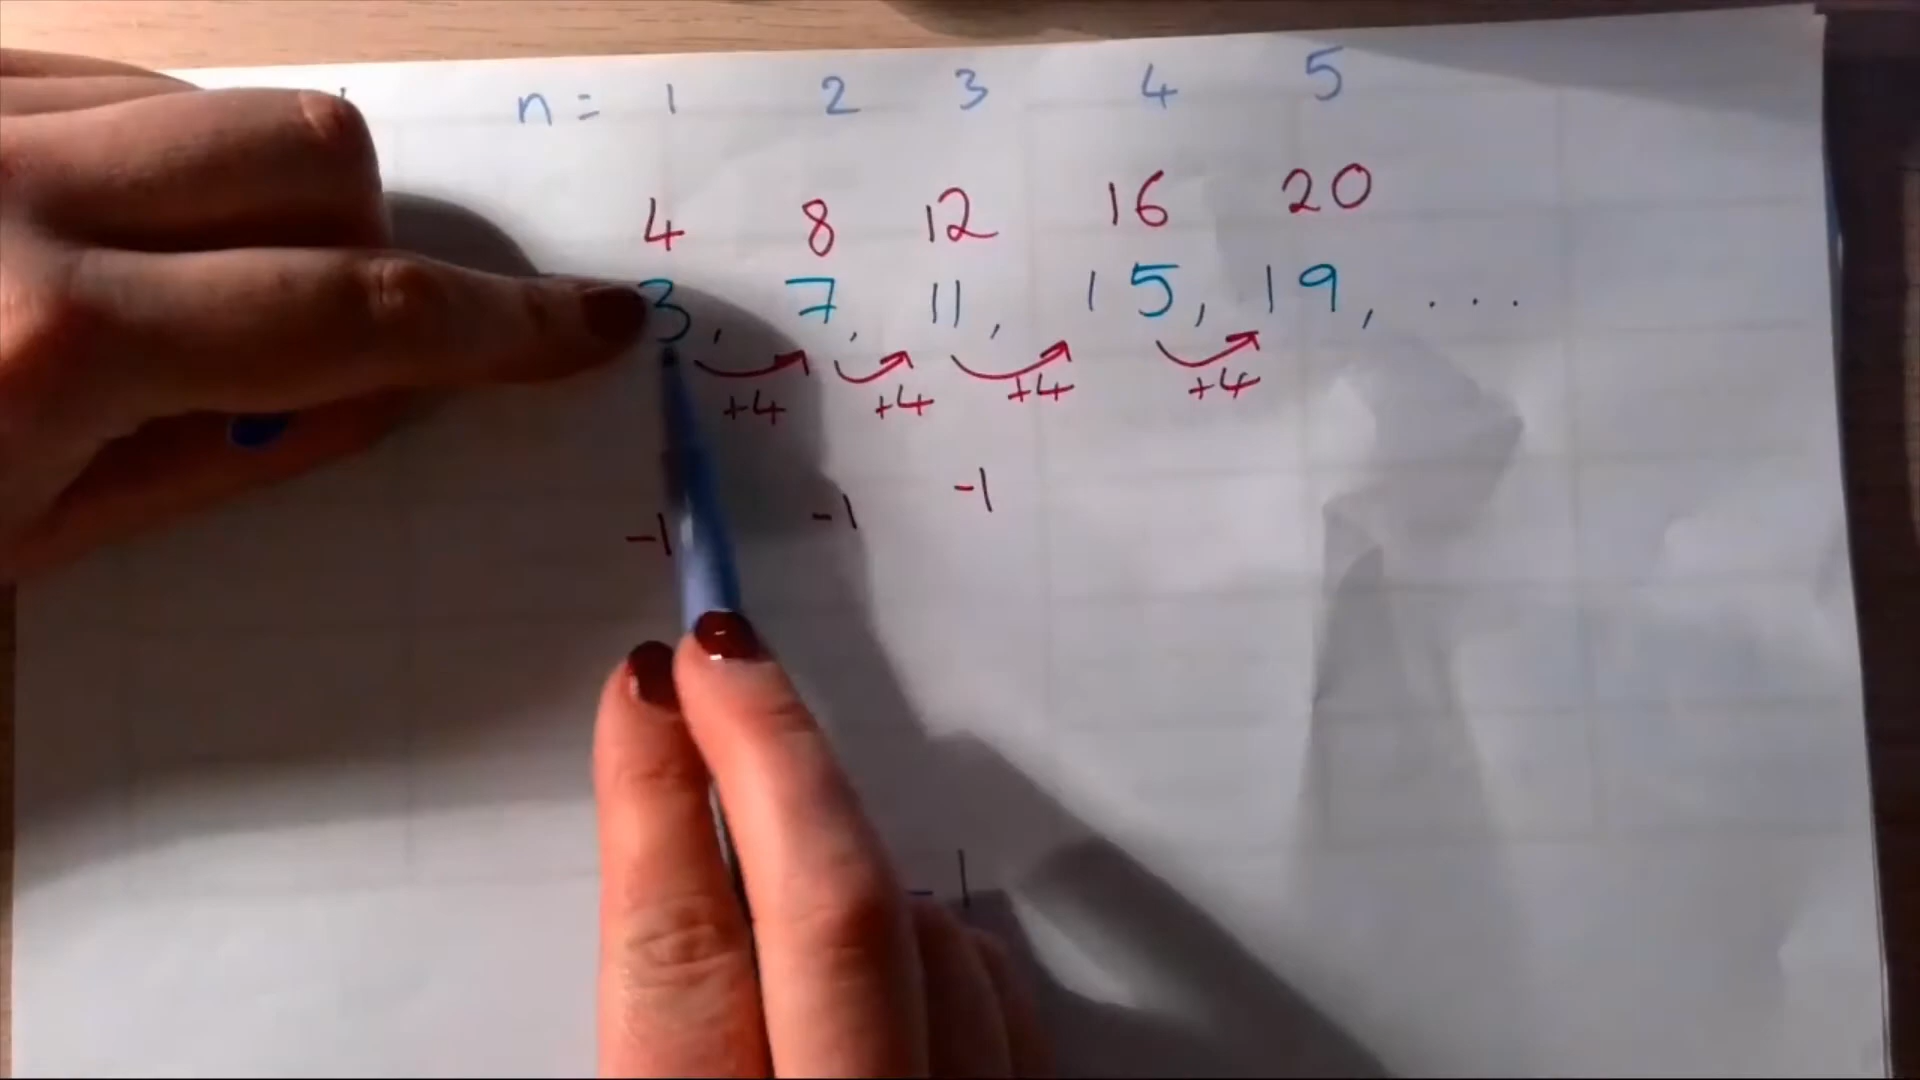 n = 1 2 3 4 5
4 8 12 16 20
3, 7, 11, 15, 19, ...
+4 +4 +4 +4
-1 -1 -1
- 1